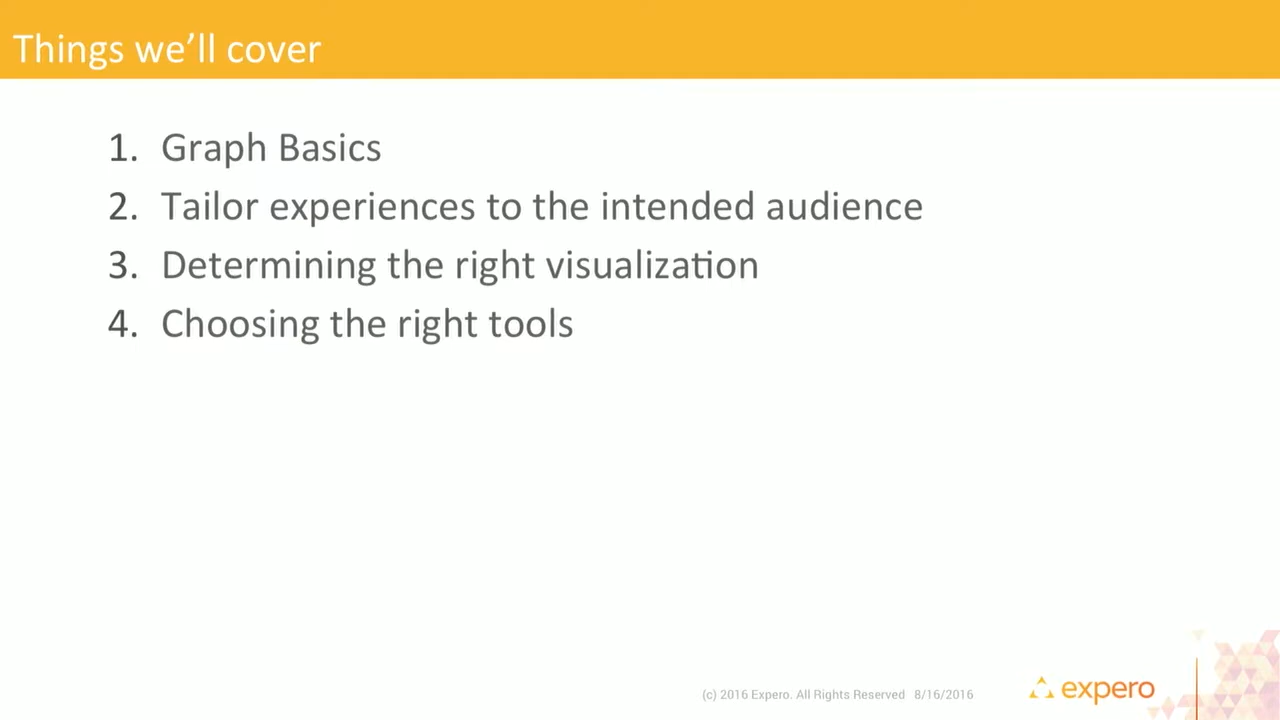 Things we’ll cover
1. Graph Basics
2. Tailor experiences to the intended audience
3. Determining the right visualization
4. Choosing the right tools
(c) 2016 Expero. All Rights Reserved 8/16/2016
expero